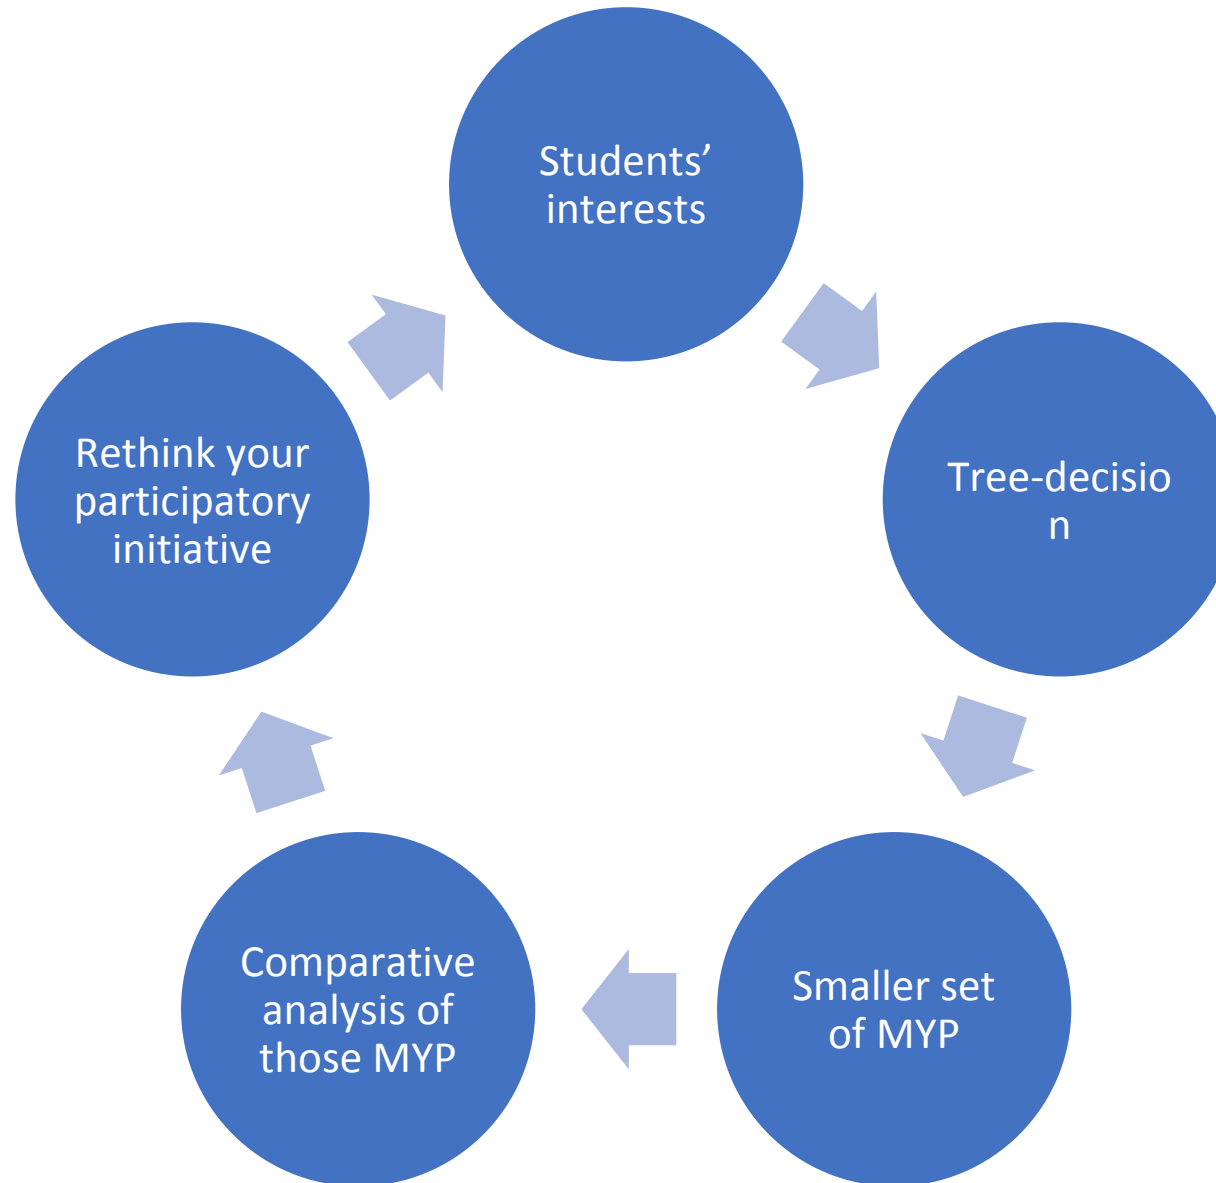 Students’
interests
Tree-decisio
n
Smaller set
of MYP
Comparative
analysis of
those MYP
Rethink your
participatory
initiative